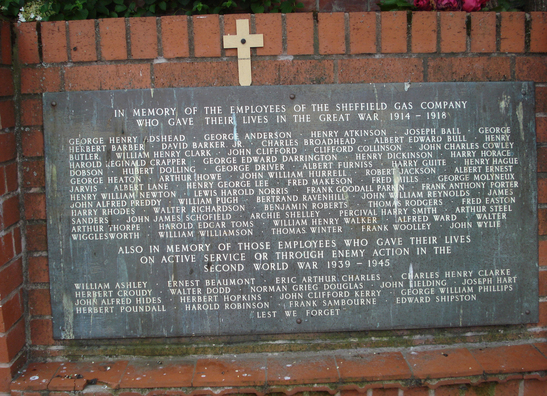 IN MEMORY OF THE EMPLOYEES OF THE SHEFFIELD GAS COMPANY
WHO GAVE THEIR LIVES IN THE GREAT WAR 1914 - 1918
GEORGE HENRY ADSHEAD · GEORGE ANDERSON · HENRY ATKINSON · JOSEPH BALL · GEORGE
HERBERT BARKER · DAVID BARKER JR. · CHARLES BROADHEAD · ALBERT EDWARD BULL · HENRY
BUTLER · WILLIAM HENRY CLARK · JOHN CLIFFORD · CLIFFORD COLLINSON · JOHN CHARLES COWLEY
HAROLD REGINALD CRAPPER · GEORGE EDWARD DARRINGTON · HENRY DICKINSON · HARRY HORACE
DOBSON · HUBERT DOLLING · GEORGE DRIVER · ALBERT FURNISS · HARRY GUITE · HENRY HAGUE
GEORGE HEATON · ARTHUR HOWE · JOHN WILLIAM HURRELL · ROBERT JACKSON · ALBERT ERNEST
JARVIS · ALBERT LANE · HENRY GEORGE LEE · FRED MAKESON · FRED MILLS · GEORGE MOLINEUX
HENRY WILLIAM NEWTON · LEWIS HAROLD NORRIS · FRANK GOODALL PARKIN · FRANK ANTHONY PORTER
JOHN ALFRED PREDDY · WILLIAM PUGH · BERTRAND RAVENHILL · JOHN WILLIAM REYNOLDS · JAMES
HARRY RHODES · WALTER RICHARDSON · BENJAMIN ROBERTS · THOMAS RODGERS · FRED EASTON
SANDERS · JOHN JAMES SCHOFIELD · ARCHIE SHELLEY · PERCIVAL HARRY SMITH · ARTHUR STEEL
ARTHUR THORPE · HAROLD EDGAR TOMS · WILLIAM HENRY WALKER · ALFRED WARD · WALTER
WIGGLESWORTH · WILLIAM WILLIAMSON · THOMAS WINTER · FRANK WOOLLEY · JOHN WYLIE
ALSO IN MEMORY OF THOSE EMPLOYEES WHO GAVE THEIR LIVES
ON ACTIVE SERVICE OR THROUGH ENEMY ACTION IN THE
SECOND WORLD WAR 1939 - 1945
WILLIAM ASHLEY · ERNEST BEAUMONT · ERIC ARTHUR CHARLES · CHARLES HENRY CLARKE
HERBERT CROUDY · WALTER DODD · NORMAN GRIEG DOUGLAS · JOHN FIELDING · JOSEPH HART
JOHN ALFRED HIDES · HERBERT HOPKINS · JOHN CLIFFORD KERRY · GEORGE WILLIAM PHILLIPS
HERBERT POUNDALL · HAROLD ROBINSON · FRANK SAMBOURNE · EDWARD SHIPSTON
LEST WE FORGET